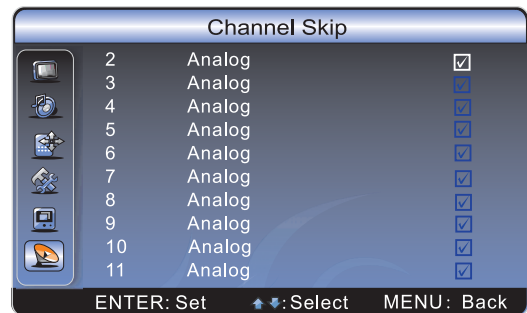 Channel Skip
2 Analog
3 Analog
4 Analog
5 Analog
6 Analog
7 Analog
8 Analog
9 Analog
10 Analog
11 Analog
ENTER: Set :Select MENU: Back